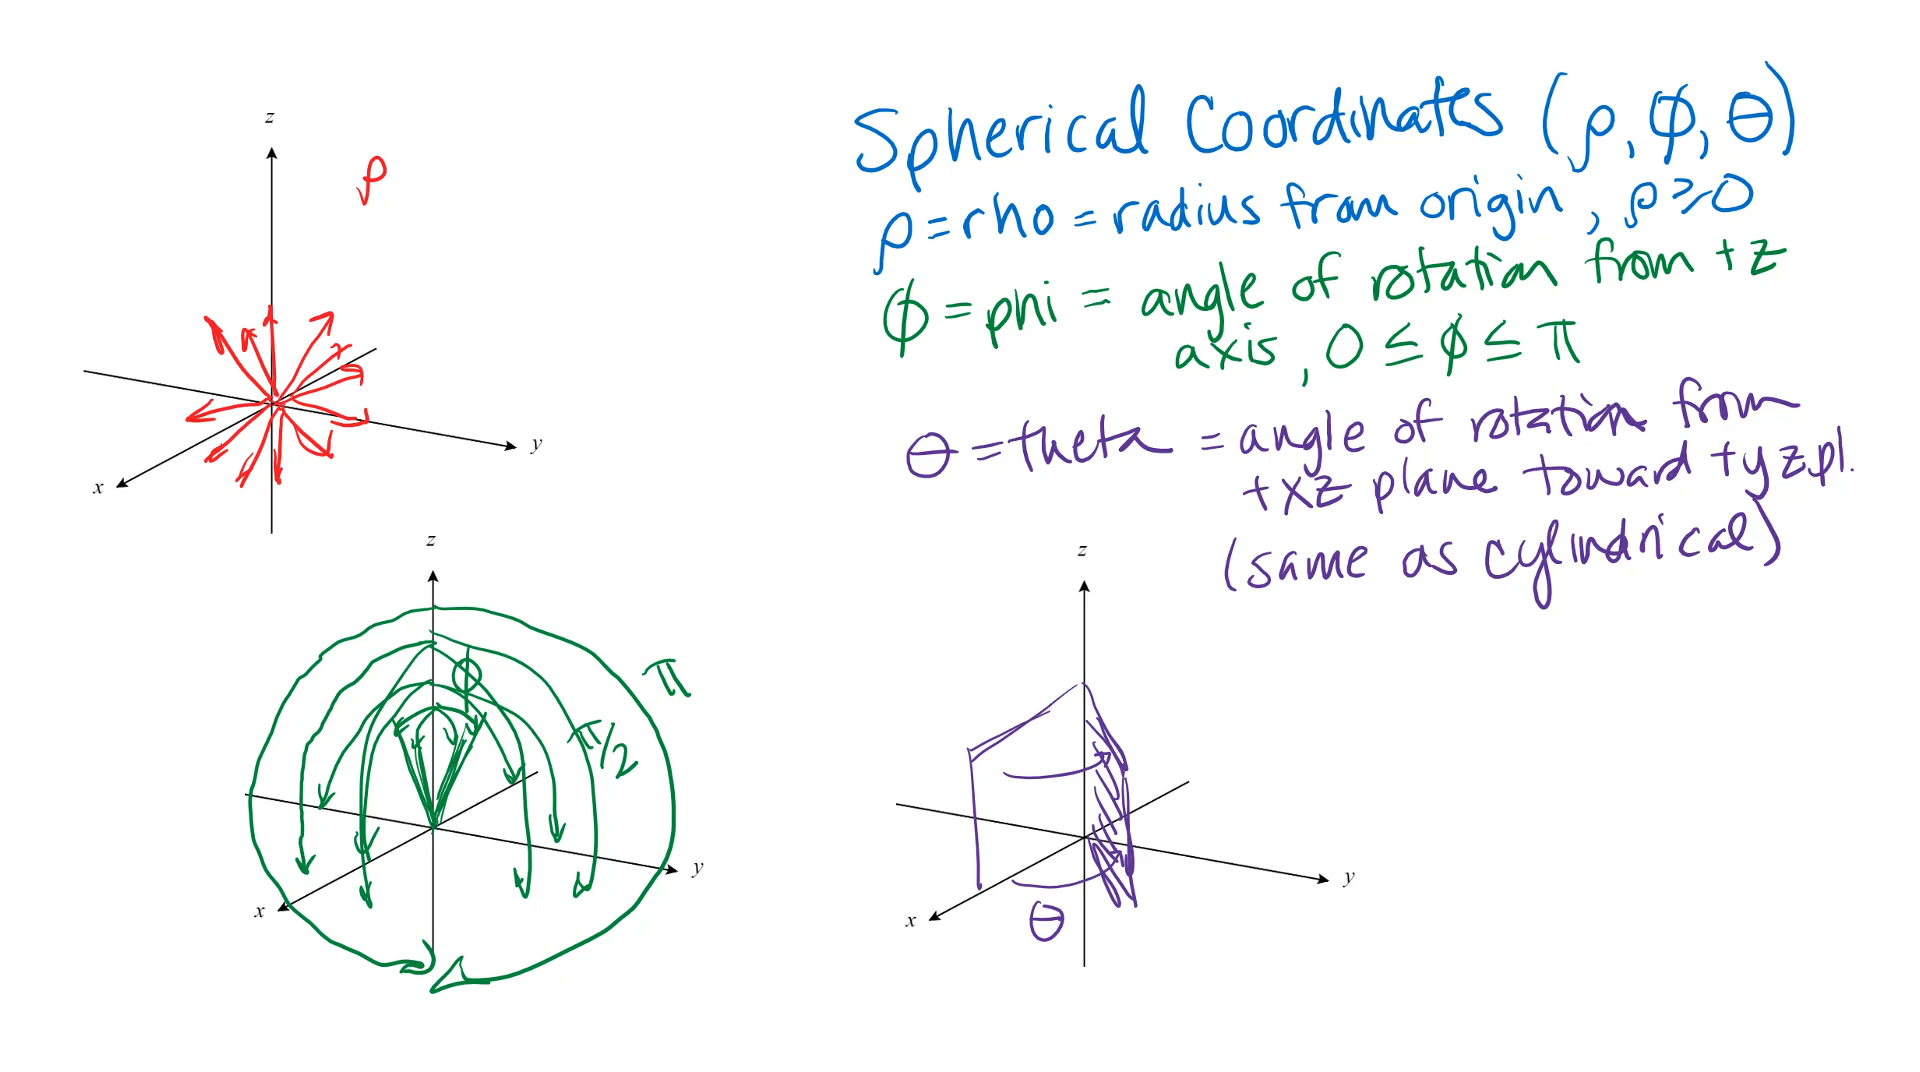 Spherical Coordinates (ρ, ϕ, θ)
ρ = rho = radius from origin, ρ ≥ 0
ϕ = phi = angle of rotation from +z
axis, 0 ≤ ϕ ≤ π
θ = theta = angle of rotation from
+xz plane toward +yz pl.
(same as cylindrical)
z
ρ
y
x
z
ϕ
π
π/2
y
x
z
y
x
θ